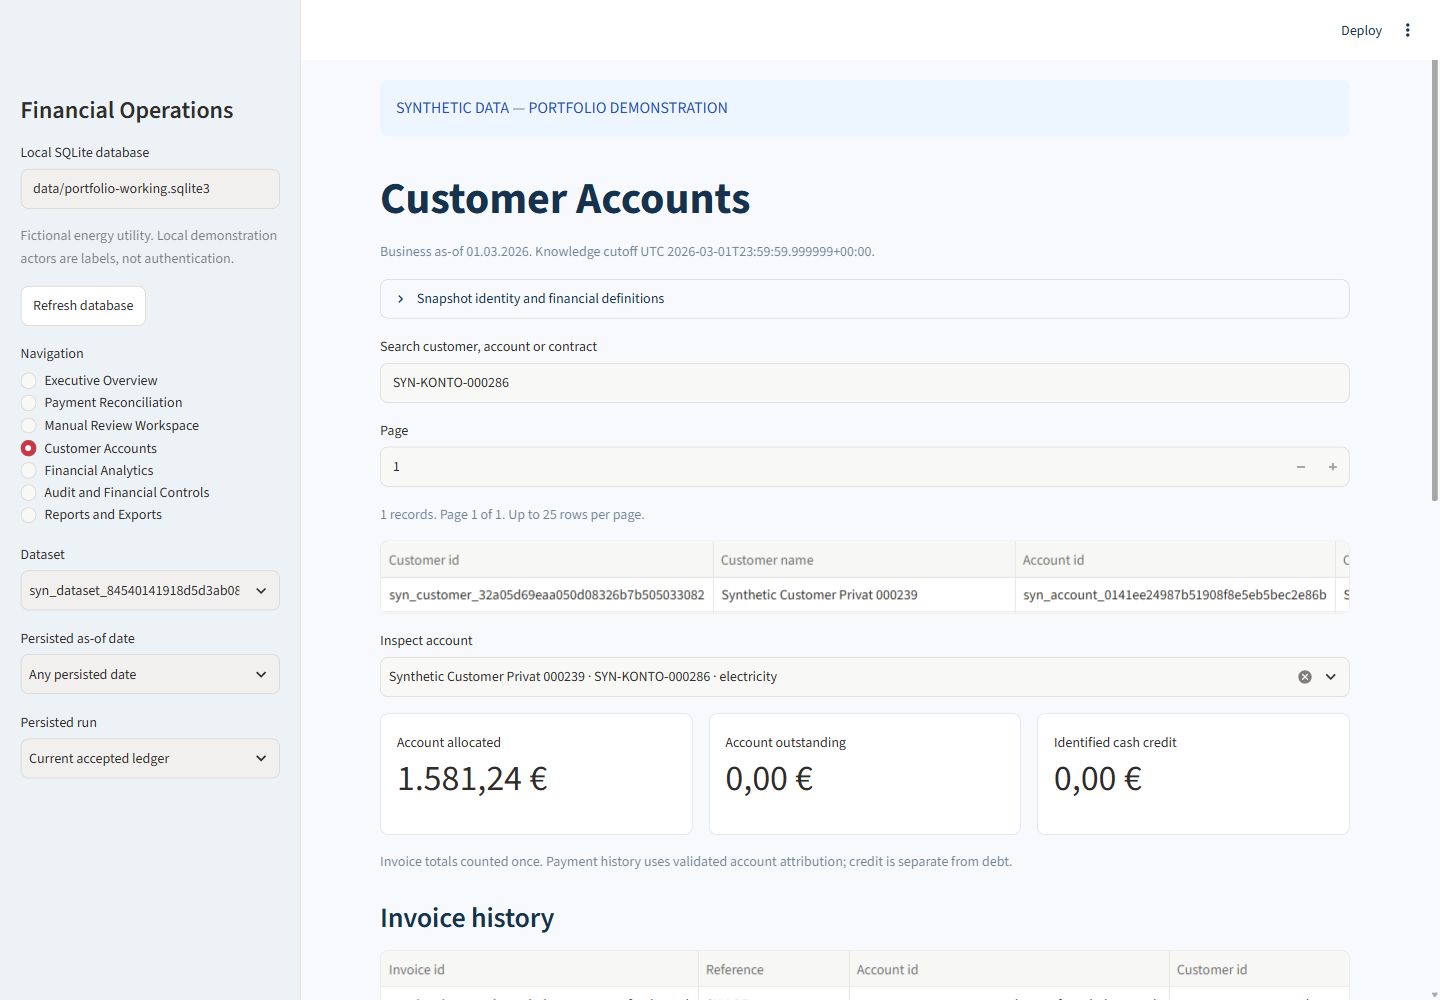 Deploy
Financial Operations
Local SQLite database
data/portfolio-working.sqlite3
Fictional energy utility. Local demonstration
actors are labels, not authentication.
Refresh database
Navigation
Executive Overview
Payment Reconciliation
Manual Review Workspace
Customer Accounts
Financial Analytics
Audit and Financial Controls
Reports and Exports
Dataset
syn_dataset_84540141918d5d3ab08
Persisted as-of date
Any persisted date
Persisted run
Current accepted ledger
SYNTHETIC DATA — PORTFOLIO DEMONSTRATION
Customer Accounts
Business as-of 01.03.2026. Knowledge cutoff UTC 2026-03-01T23:59:59.999999+00:00.
Snapshot identity and financial definitions
Search customer, account or contract
SYN-KONTO-000286
Page
1
1 records. Page 1 of 1. Up to 25 rows per page.
Customer id Customer name Account id
syn_customer_32a05d69eaa050d08326b7b505033082 Synthetic Customer Privat 000239 syn_account_0141ee24987b51908f8e5eb5bec2e86b
Inspect account
Synthetic Customer Privat 000239 · SYN-KONTO-000286 · electricity
Account allocated
1.581,24 €
Account outstanding
0,00 €
Identified cash credit
0,00 €
Invoice totals counted once. Payment history uses validated account attribution; credit is separate from debt.
Invoice history
Invoice id Reference Account id Customer id